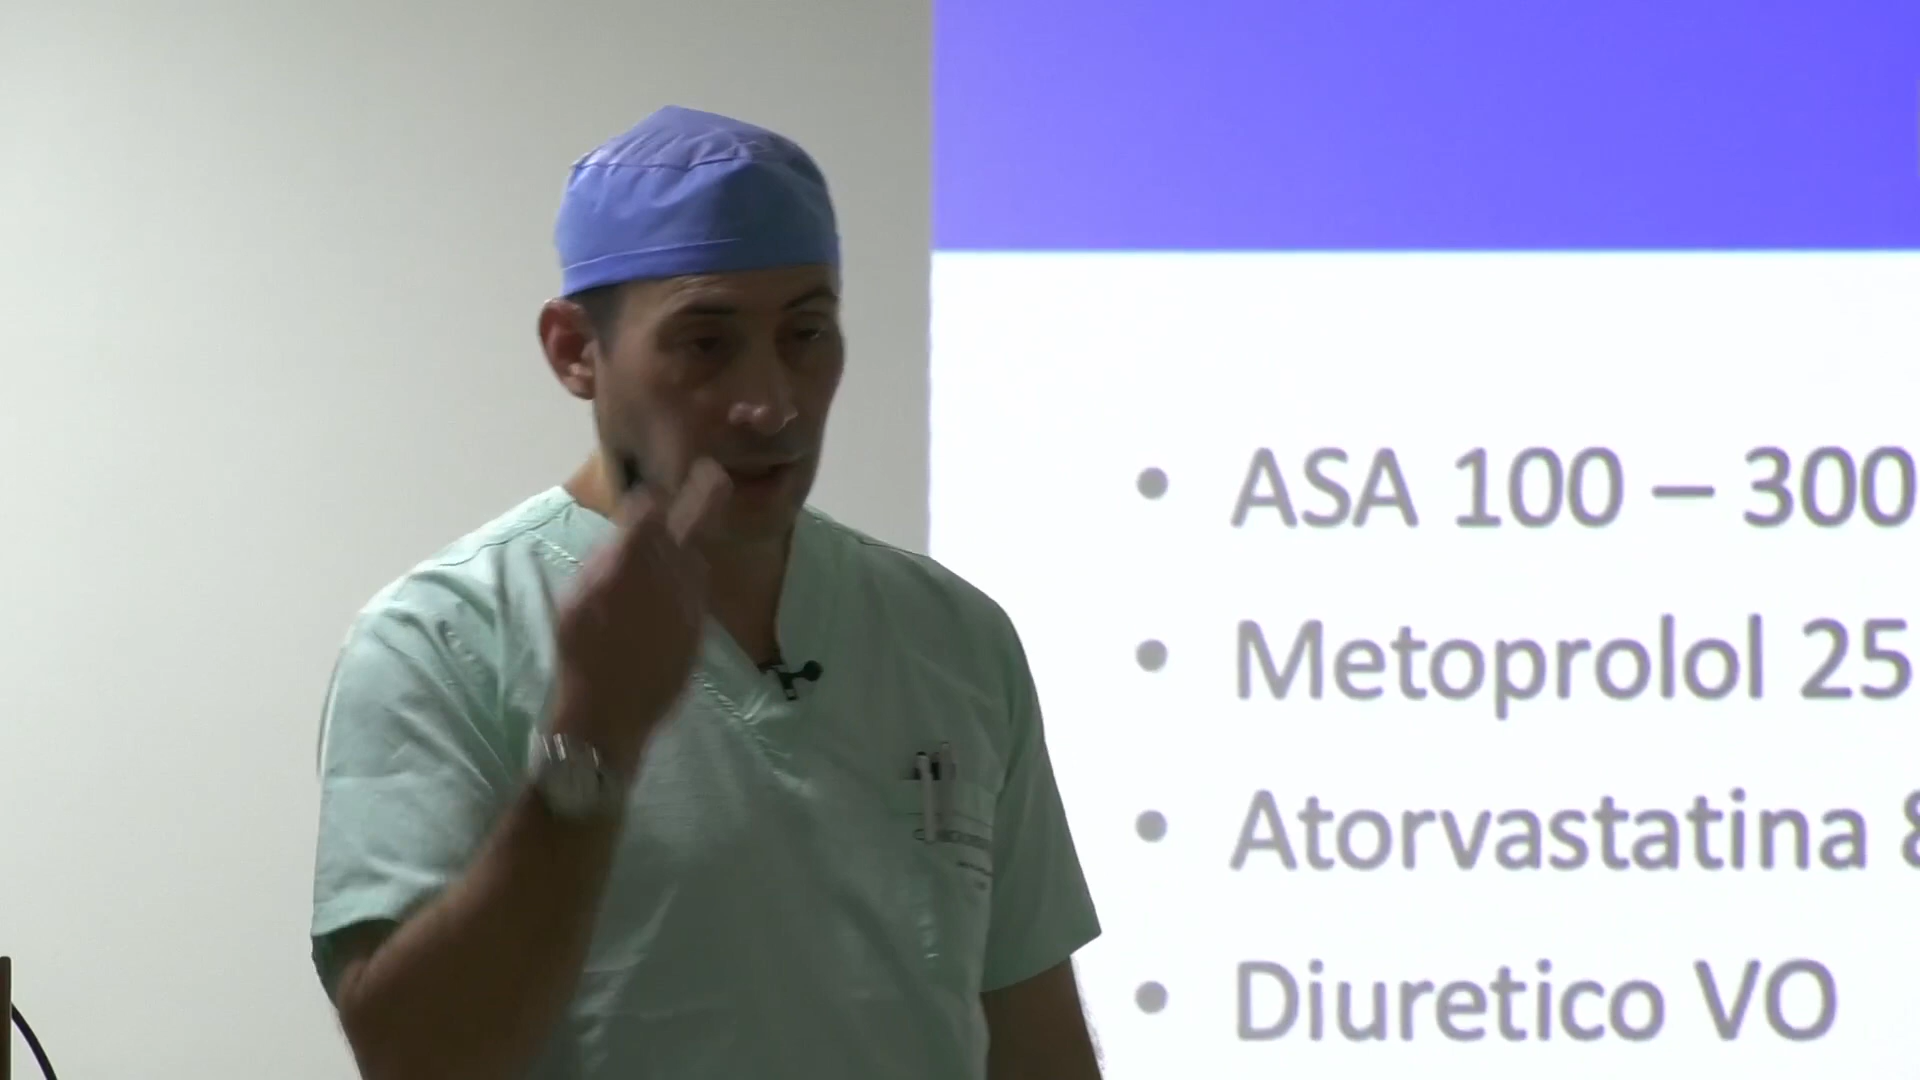 • ASA 100 – 300
• Metoprolol 25
• Atorvastatina
• Diuretico VO